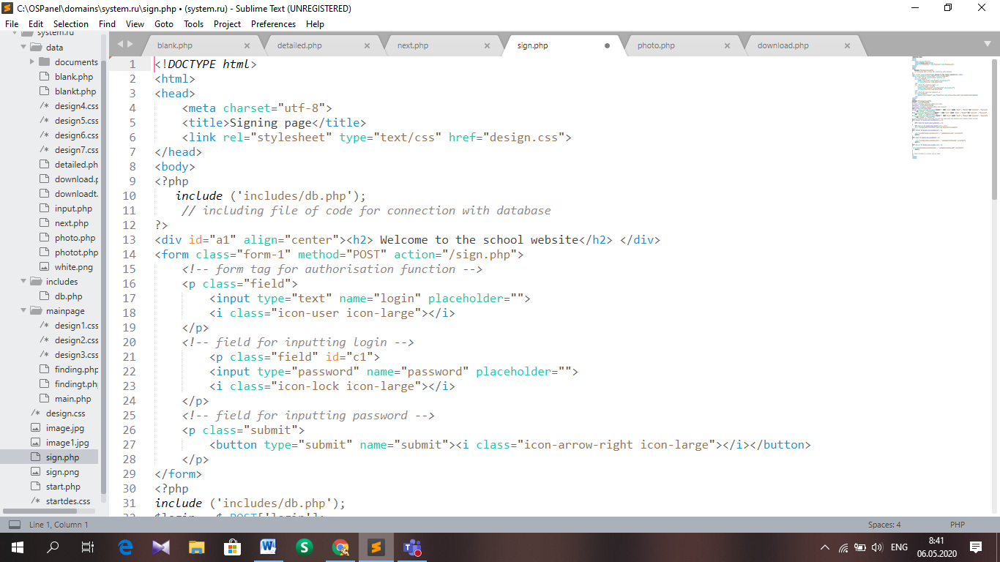 C:\OSPanel\domains\system.ru\sign.php • (system.ru) - Sublime Text (UNREGISTERED)
File Edit Selection Find View Goto Tools Project Preferences Help
system.ru
data
documents
blank.php
blankt.php
/* design4.css
/* design5.css
/* design6.css
/* design7.css
detailed.ph
download.p
downloadt.
input.php
next.php
photo.php
photot.php
white.png
includes
db.php
mainpage
/* design1.css
/* design2.css
/* design3.css
finding.php
findingt.ph
main.php
/* design.css
image.jpg
image1.jpg
sign.php
sign.png
start.php
/* startdes.css
blank.php × detailed.php × next.php × sign.php • photo.php × download.php ×
1 <!DOCTYPE html>
2 <html>
3 <head>
4 <meta charset="utf-8">
5 <title>Signing page</title>
6 <link rel="stylesheet" type="text/css" href="design.css">
7 </head>
8 <body>
9 <?php
10 include ('includes/db.php');
11 // including file of code for connection with database
12 ?>
13 <div id="a1" align="center"><h2> Welcome to the school website</h2> </div>
14 <form class="form-1" method="POST" action="/sign.php">
15 <!-- form tag for authorisation function -->
16 <p class="field">
17 <input type="text" name="login" placeholder="">
18 <i class="icon-user icon-large"></i>
19 </p>
20 <!-- field for inputting login -->
21 <p class="field" id="c1">
22 <input type="password" name="password" placeholder="">
23 <i class="icon-lock icon-large"></i>
24 </p>
25 <!-- field for inputting password -->
26 <p class="submit">
27 <button type="submit" name="submit"><i class="icon-arrow-right icon-large"></i></button>
28 </p>
29 </form>
30 <?php
31 include ('includes/db.php');
32 $login = $_POST['login'];
Line 1, Column 1 Spaces: 4 PHP
ENG 8:41
06.05.2020